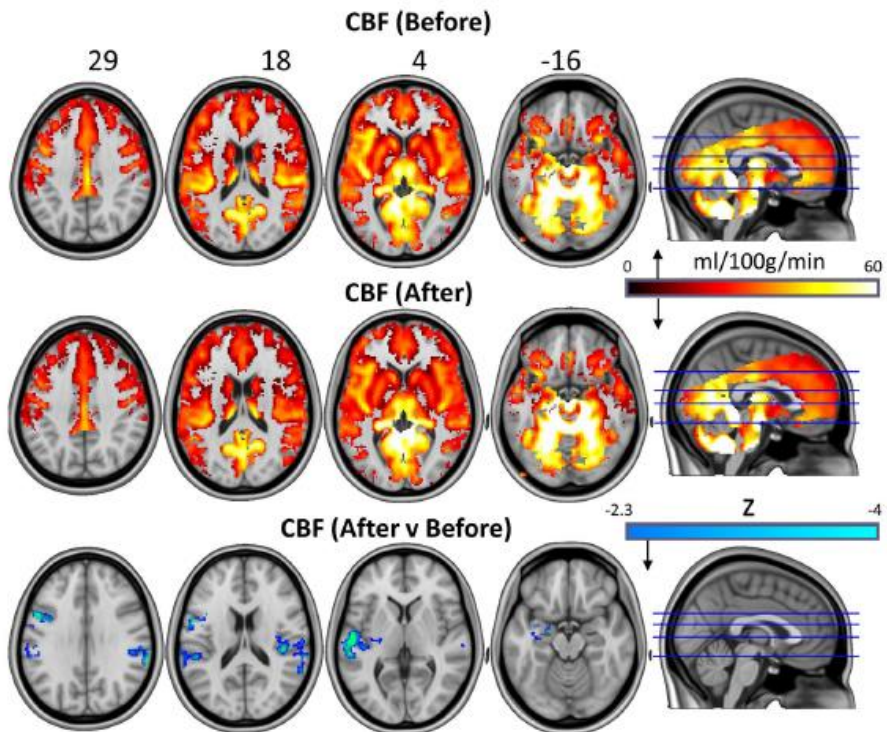 CBF (Before)
29 18 4 -16
0 ml/100g/min 60
CBF (After)
CBF (After v Before)
-2.3 Z -4